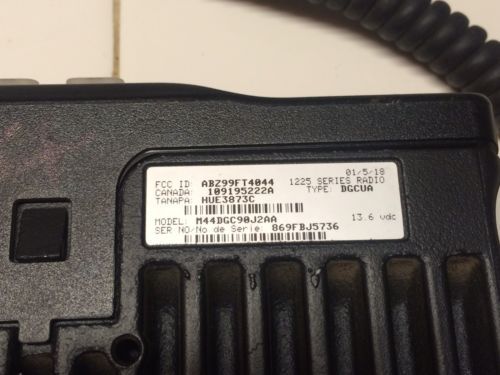 01/5/18
FCC ID: ABZ99FT4044 1225 SERIES RADIO
CANADA: 109195222A TYPE: DGCUA
TANAPA: HUE3873C
MODEL: M44DGC90J2AA 13.6 vdc
SER NO/No de Serie: 869FBJ5736